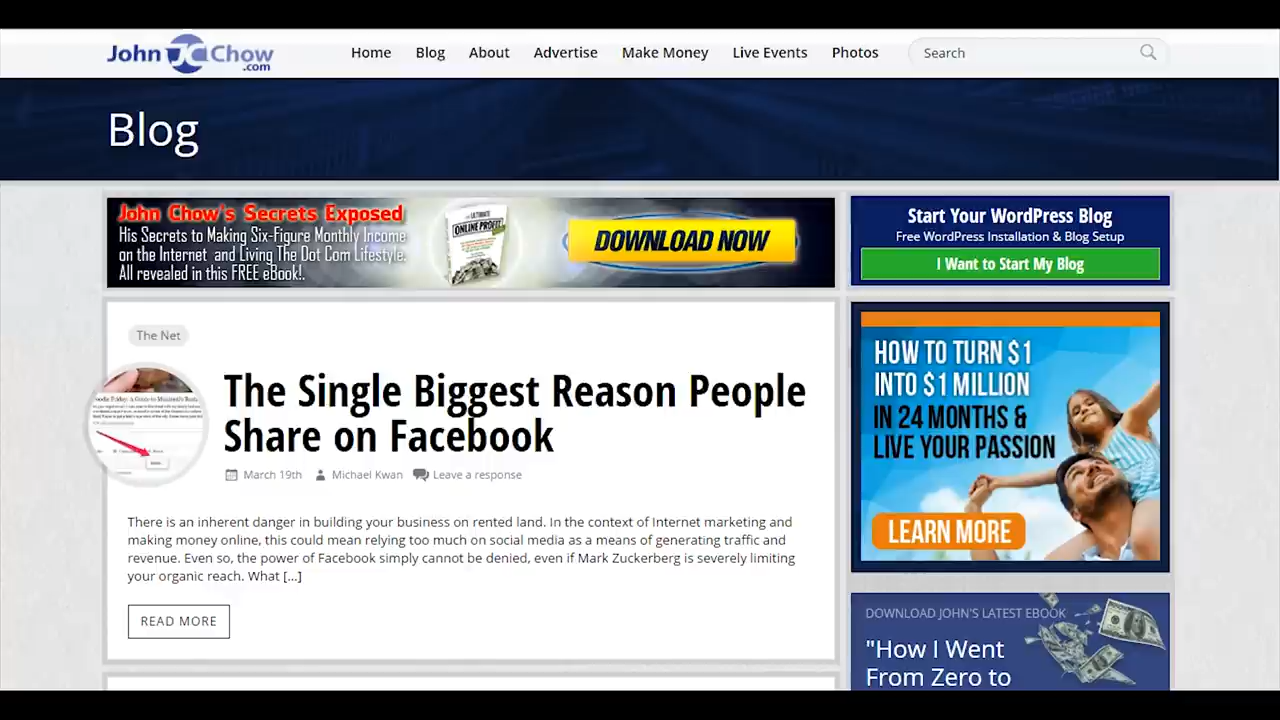 John JC Chow .com
Home Blog About Advertise Make Money Live Events Photos Search
Blog
John Chow's Secrets Exposed
His Secrets to Making Six-Figure Monthly Income
on the Internet and Living The Dot Com Lifestyle.
All revealed in this FREE eBook!.
ULTIMATE
ONLINE PROFIT
DOWNLOAD NOW
Start Your WordPress Blog
Free WordPress Installation & Blog Setup
I Want to Start My Blog
The Net
The Single Biggest Reason People
Share on Facebook
March 19th Michael Kwan Leave a response
There is an inherent danger in building your business on rented land. In the context of Internet marketing and
making money online, this could mean relying too much on social media as a means of generating traffic and
revenue. Even so, the power of Facebook simply cannot be denied, even if Mark Zuckerberg is severely limiting
your organic reach. What [...]
READ MORE
HOW TO TURN $1
INTO $1 MILLION
IN 24 MONTHS &
LIVE YOUR PASSION
LEARN MORE
DOWNLOAD JOHN'S LATEST EBOOK
"How I Went
From Zero to